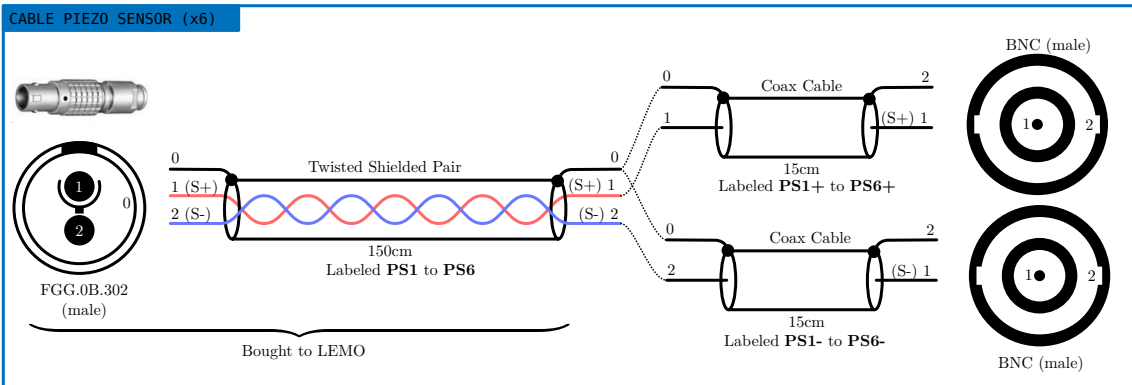 CABLE PIEZO SENSOR (x6)
1
2
0
FGG.0B.302
(male)
0
1 (S+)
2 (S-)
Twisted Shielded Pair
0
(S+) 1
(S-) 2
150cm
Labeled PS1 to PS6
Bought to LEMO
0
1
Coax Cable
2
(S+) 1
15cm
Labeled PS1+ to PS6+
BNC (male)
1
2
0
2
Coax Cable
2
(S-) 1
15cm
Labeled PS1- to PS6-
1
2
BNC (male)